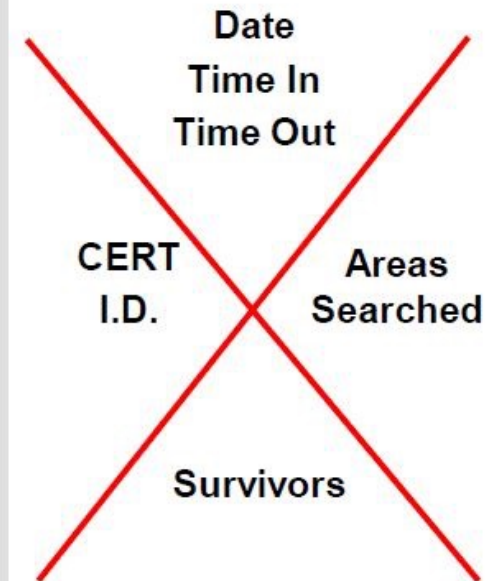 Date
Time In
Time Out
CERT
I.D.
Areas
Searched
Survivors